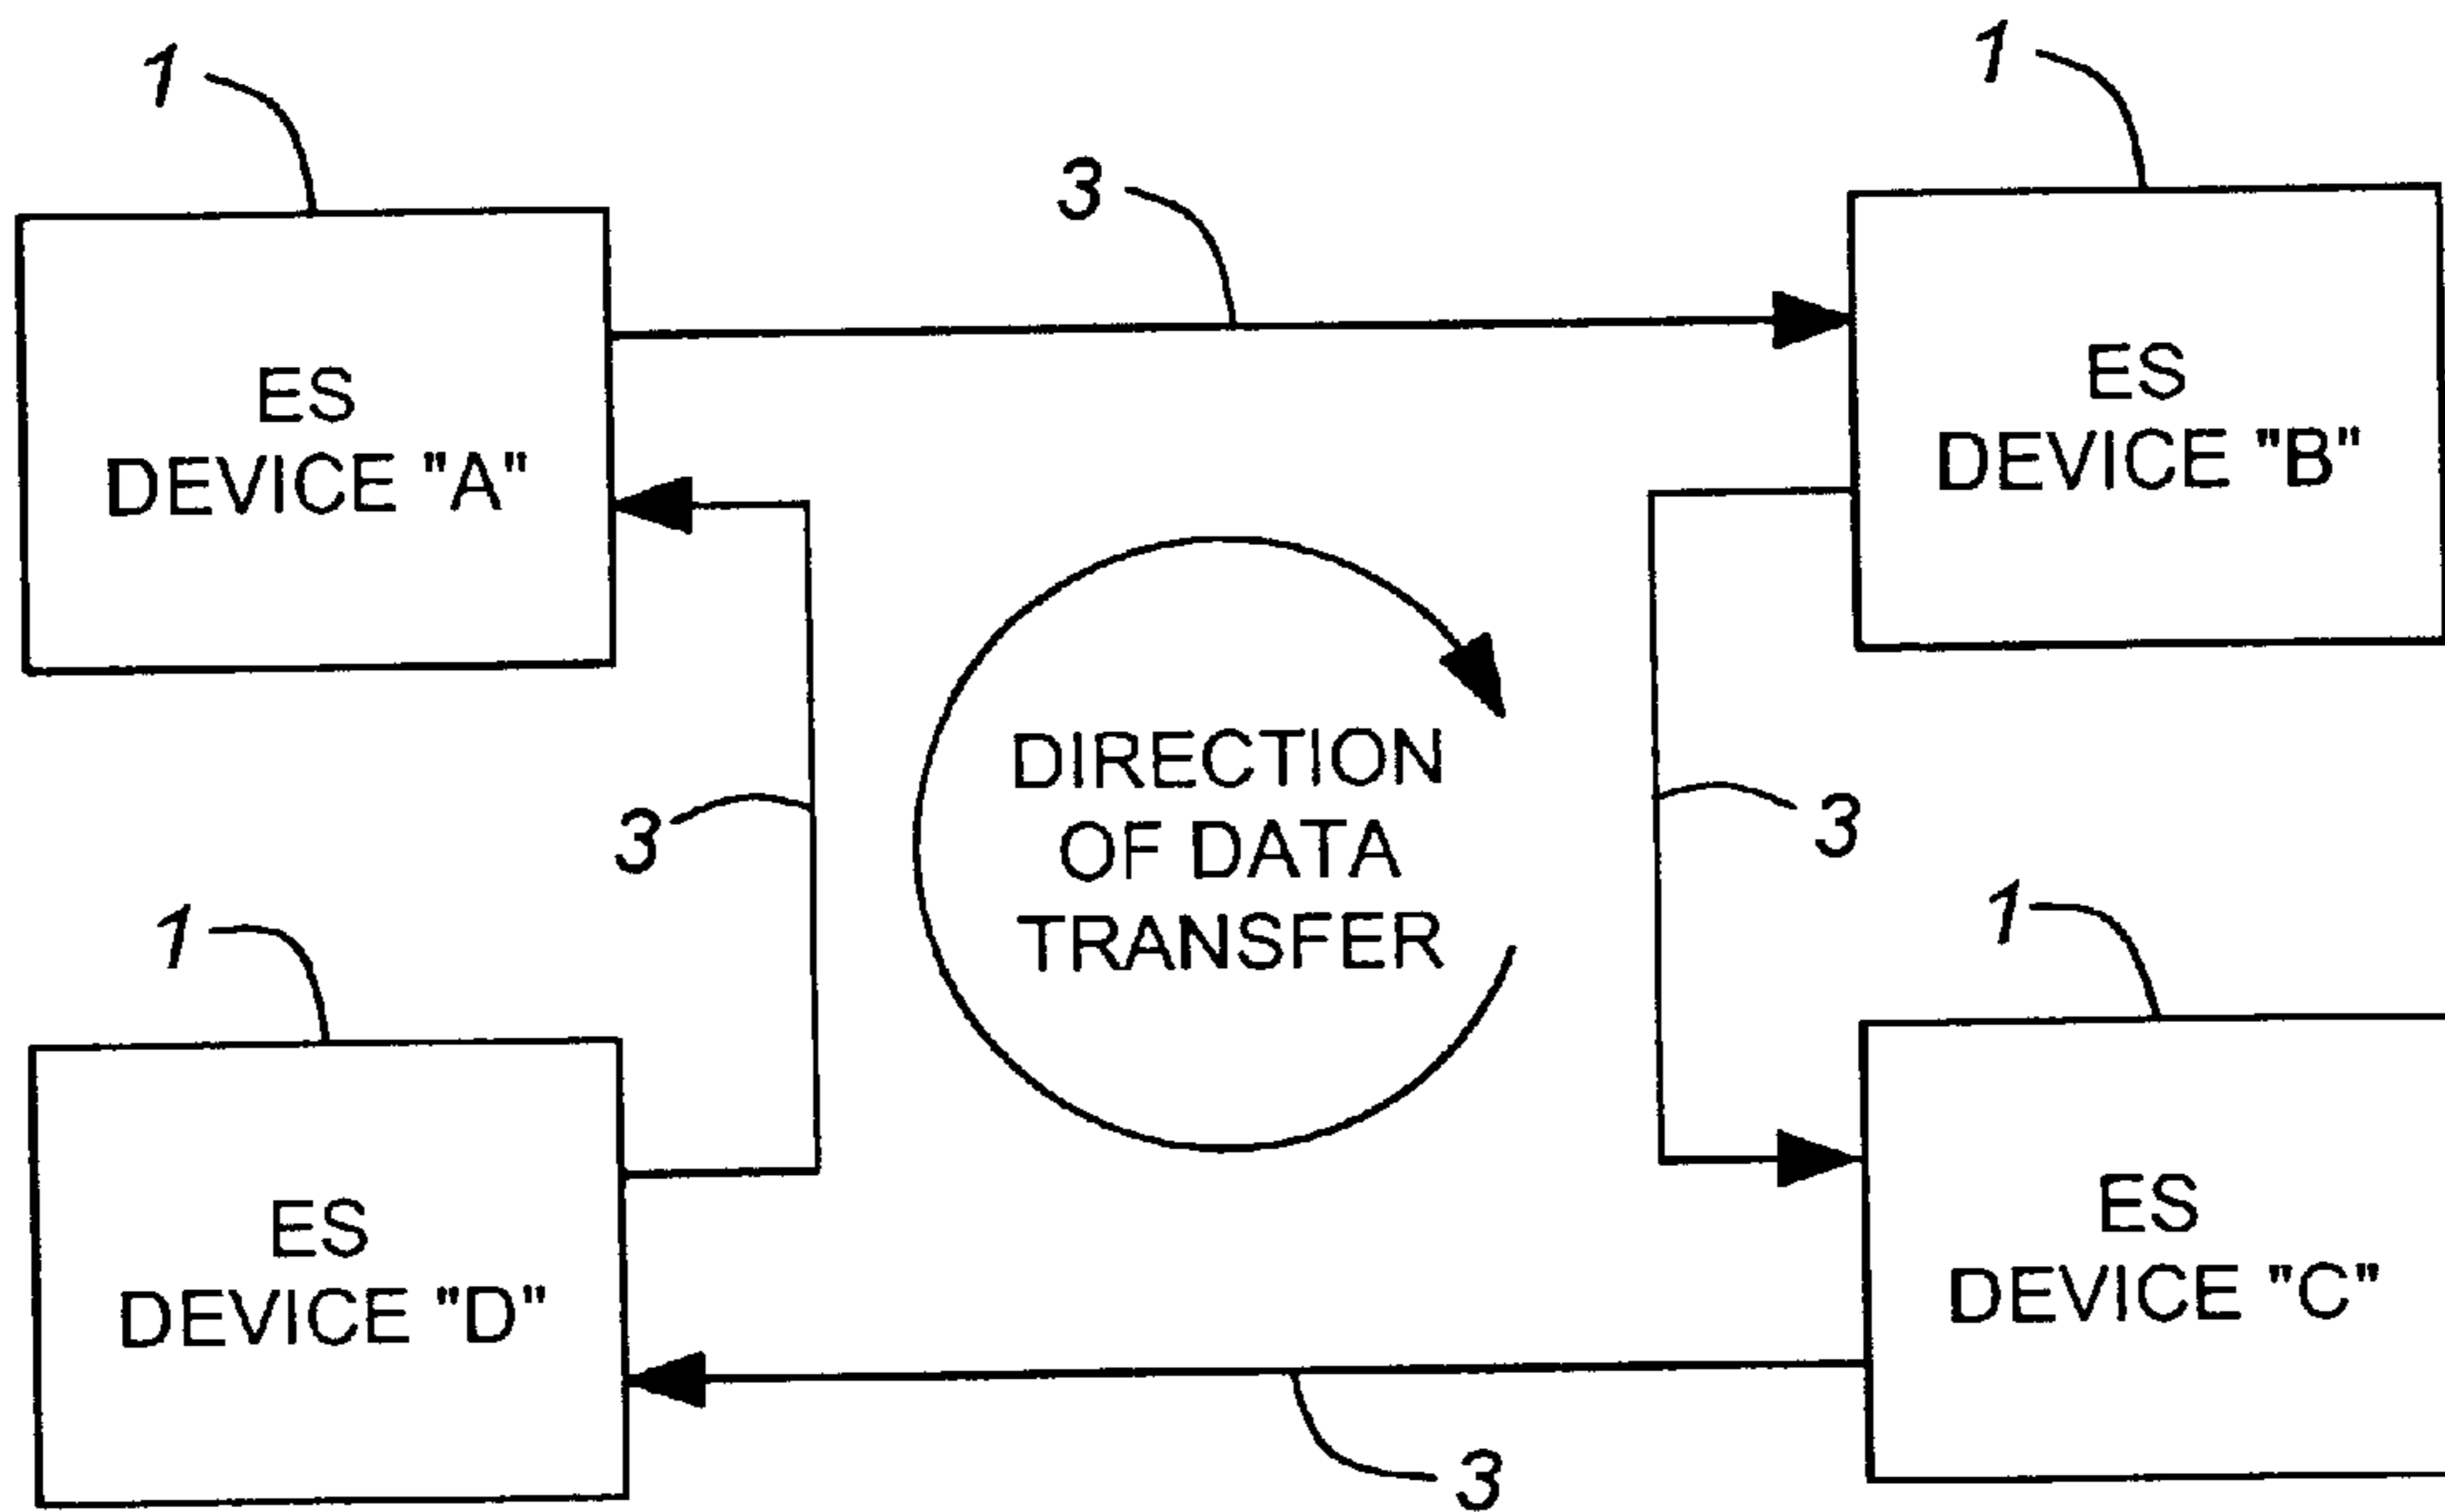 1
1
3
ES
DEVICE "A"
ES
DEVICE "B"
DIRECTION
OF DATA
TRANSFER
3
3
1
1
ES
DEVICE "D"
ES
DEVICE "C"
3